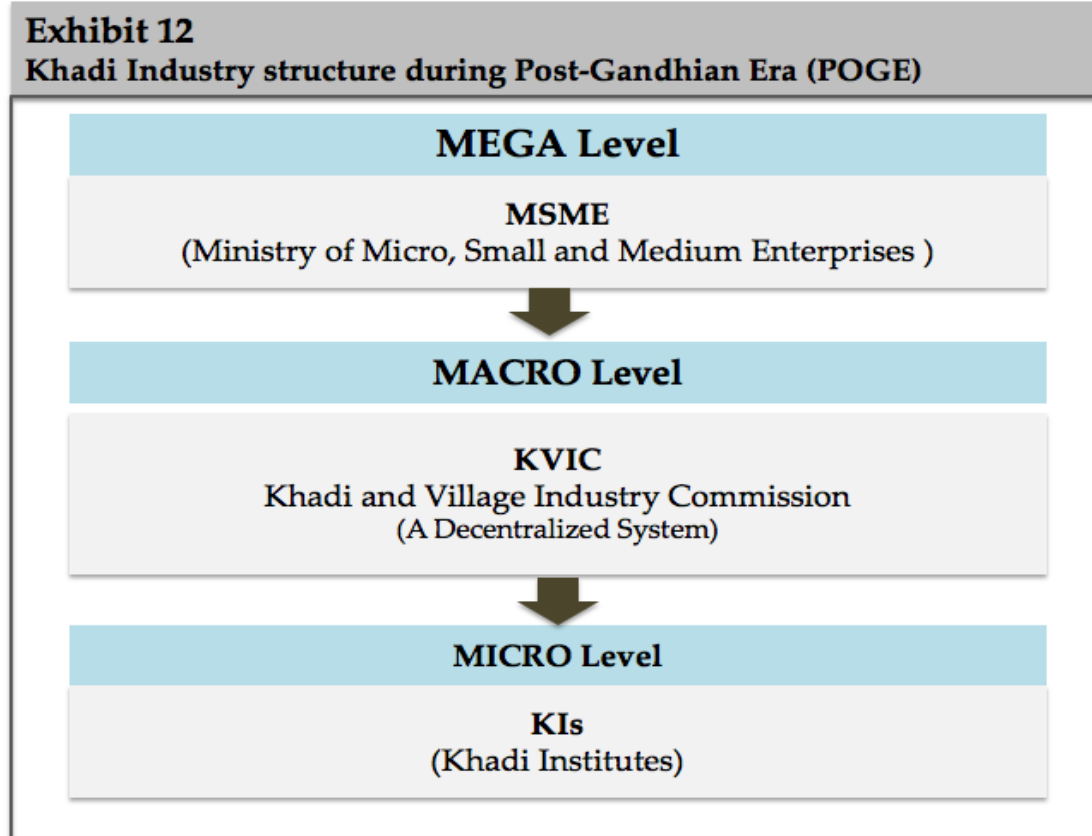 Exhibit 12
Khadi Industry structure during Post-Gandhian Era (POGE)
MEGA Level
MSME
(Ministry of Micro, Small and Medium Enterprises )
MACRO Level
KVIC
Khadi and Village Industry Commission
(A Decentralized System)
MICRO Level
KIs
(Khadi Institutes)